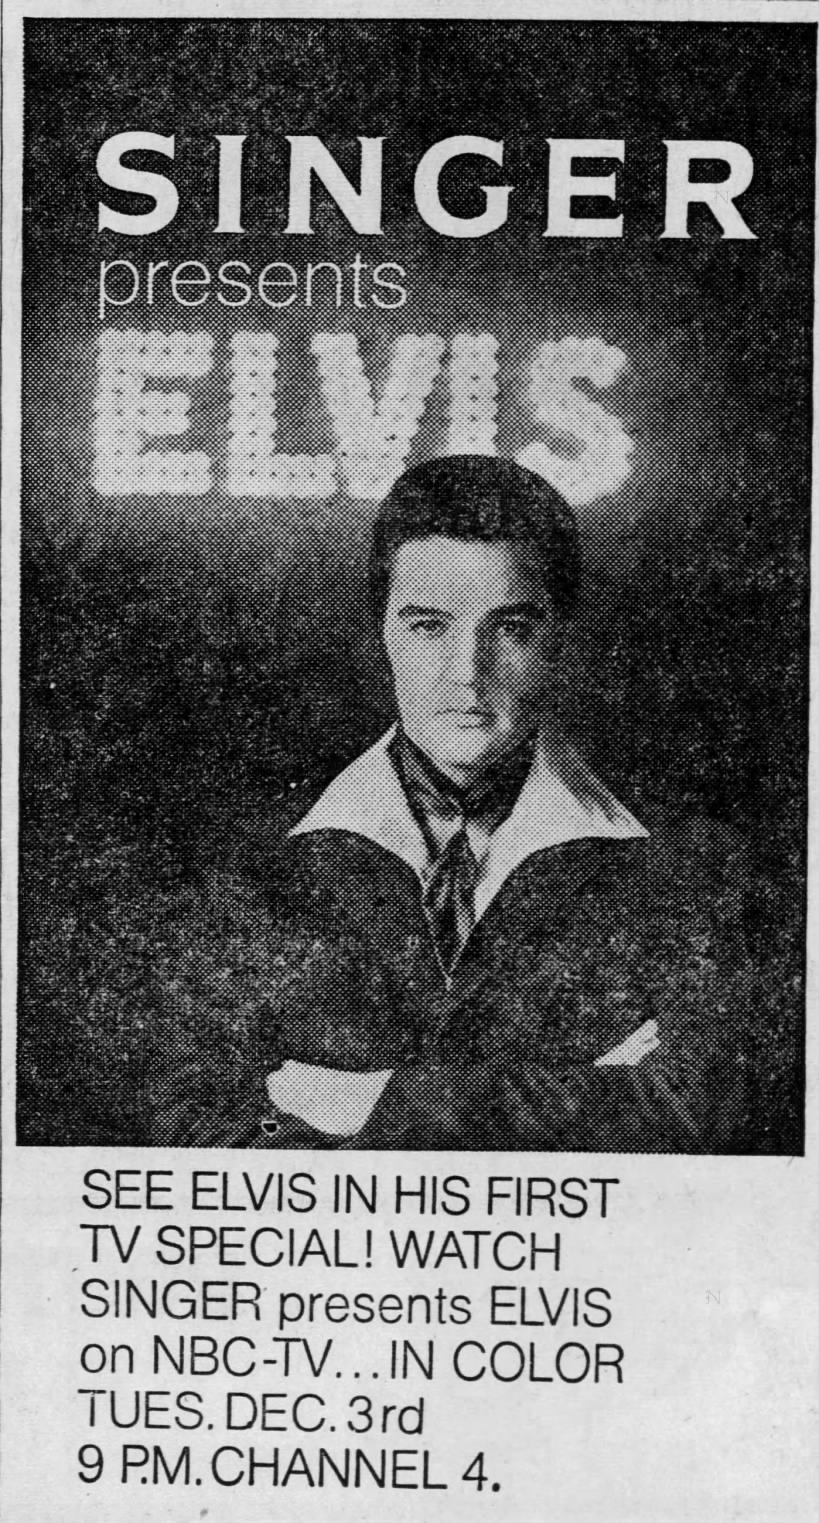 SINGER
presents
ELVIS
SEE ELVIS IN HIS FIRST
TV SPECIAL! WATCH
SINGER presents ELVIS
on NBC-TV...IN COLOR
TUES. DEC. 3rd
9 P.M. CHANNEL 4.